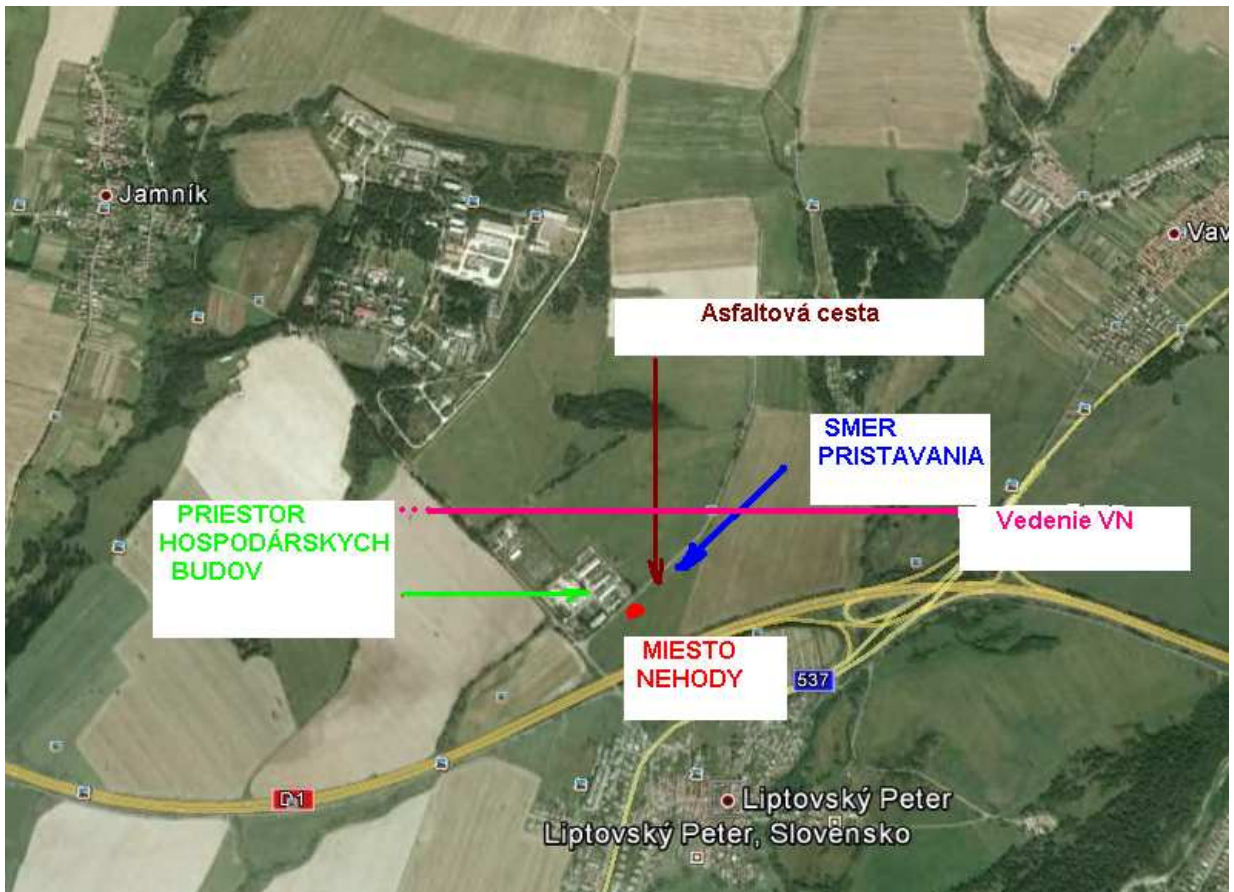 Jamník
Vav
Asfaltová cesta
SMER
PRISTAVANIA
PRIESTOR
HOSPODÁRSKYCH
BUDOV
Vedenie VN
MIESTO
NEHODY
537
D1
Liptovský Peter
Liptovský Peter, Slovensko